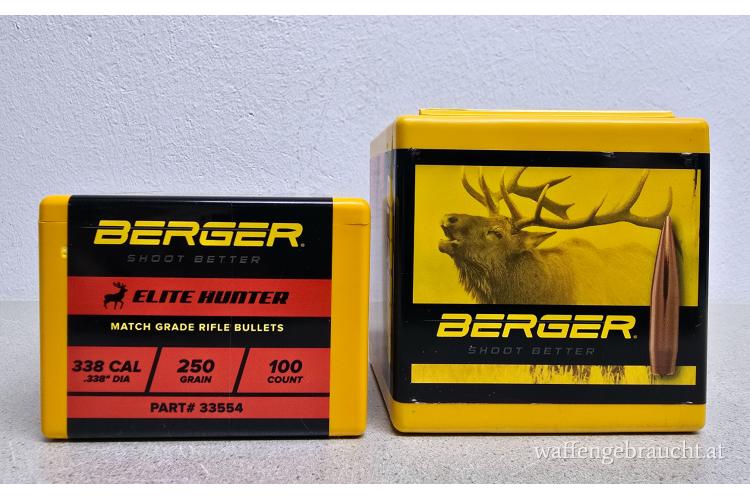 BERGER®
SHOOT BETTER
ELITE HUNTER
MATCH GRADE RIFLE BULLETS
338 CAL
.338" DIA
250
GRAIN
100
COUNT
PART# 33554
BERGER®
SHOOT BETTER
waffengebraucht.at